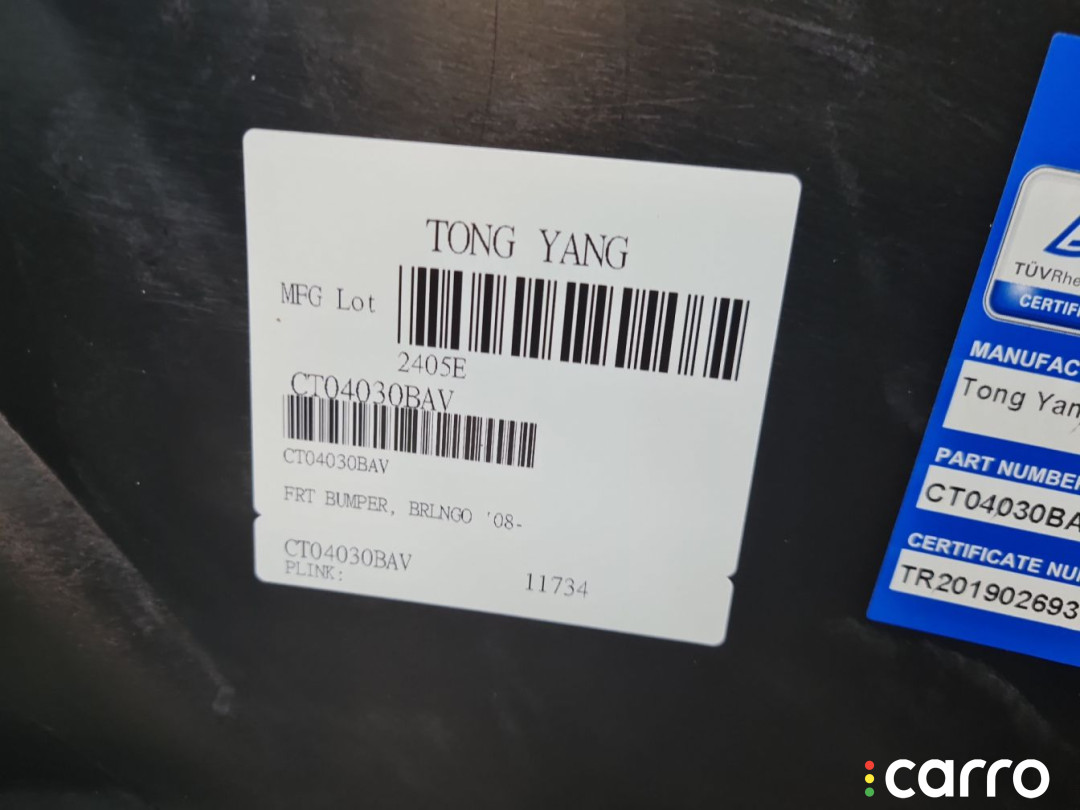 TONG YANG
MFG Lot
2405E
CT04030BAV
CT04030BAV
FRT BUMPER, BRLNGO '08-
CT04030BAV
PLINK:
11734
TÜVRhe
CERTIFI
MANUFAC
Tong Yan
PART NUMBER
CT04030BA
CERTIFICATE NU
TR201902693
carro